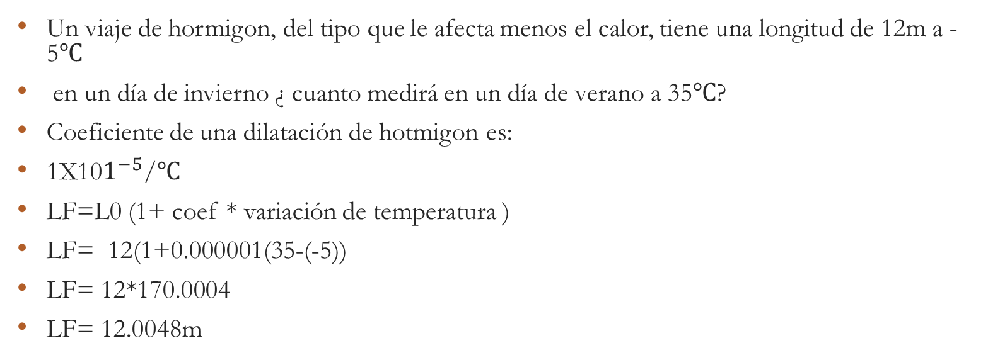 • Un viaje de hormigon, del tipo que le afecta menos el calor, tiene una longitud de 12m a -
5℃
• en un día de invierno ¿ cuanto medirá en un día de verano a 35℃?
• Coeficiente de una dilatación de hotmigon es:
• 1X101⁻⁵/℃
• LF=L0 (1+ coef * variación de temperatura )
• LF= 12(1+0.000001(35-(-5))
• LF= 12*170.0004
• LF= 12.0048m